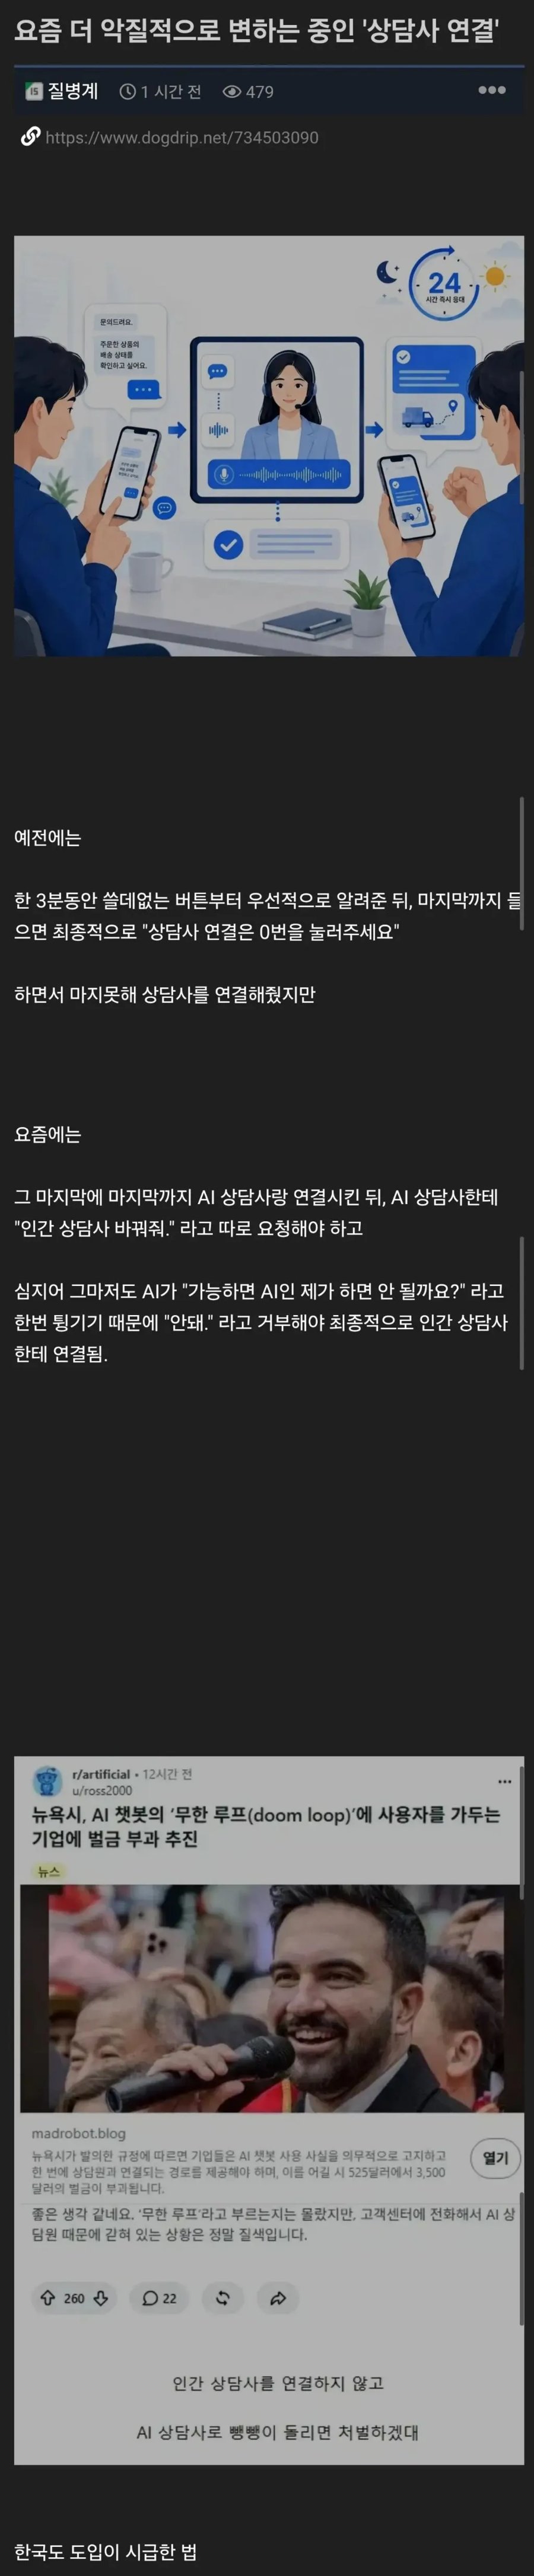 요즘 더 악질적으로 변하는 중인 '상담사 연결'
15 질병계 1 시간 전 479
https://www.dogdrip.net/734503090
24
시간 즉시 응대
문의드려요.
주문한 상품의
배송 상태를
확인하고 싶어요.
예전에는
한 3분동안 쓸데없는 버튼부터 우선적으로 알려준 뒤, 마지막까지 들
으면 최종적으로 "상담사 연결은 0번을 눌러주세요"
하면서 마지못해 상담사를 연결해줬지만
요즘에는
그 마지막에 마지막까지 AI 상담사랑 연결시킨 뒤, AI 상담사한테
"인간 상담사 바꿔줘." 라고 따로 요청해야 하고
심지어 그마저도 AI가 "가능하면 AI인 제가 하면 안 될까요?" 라고
한번 튕기기 때문에 "안돼." 라고 거부해야 최종적으로 인간 상담사
한테 연결됨.
r/artificial • 12시간 전
u/ross2000
뉴욕시, AI 챗봇의 ‘무한 루프(doom loop)’에 사용자를 가두는
기업에 벌금 부과 추진
뉴스
madrobot.blog
뉴욕시가 발의한 규정에 따르면 기업들은 AI 챗봇 사용 사실을 의무적으로 고지하고
한 번에 상담원과 연결되는 경로를 제공해야 하며, 이를 어길 시 525달러에서 3,500
달러의 벌금이 부과됩니다.
열기
좋은 생각 같네요. ‘무한 루프’라고 부르는지는 몰랐지만, 고객센터에 전화해서 AI 상
담원 때문에 갇혀 있는 상황은 정말 질색입니다.
260 22
인간 상담사를 연결하지 않고
AI 상담사로 뺑뺑이 돌리면 처벌하겠대
한국도 도입이 시급한 법